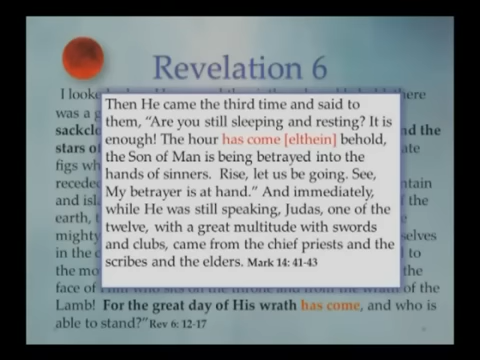 Revelation 6
I looke
there
was a g
sackcl
nd the
stars o
ate
figs wh
recede
ntain
and isl
of the
earth, t
mighty
selves
in the c
to
the mo
face of
Lamb! For the great day of His wrath has come, and who is
able to stand?" Rev 6: 12-17
Then He came the third time and said to
them, "Are you still sleeping and resting? It is
enough! The hour has come [elthein] behold,
the Son of Man is being betrayed into the
hands of sinners. Rise, let us be going. See,
My betrayer is at hand." And immediately,
while He was still speaking, Judas, one of the
twelve, with a great multitude with swords
and clubs, came from the chief priests and the
scribes and the elders. Mark 14: 41-43